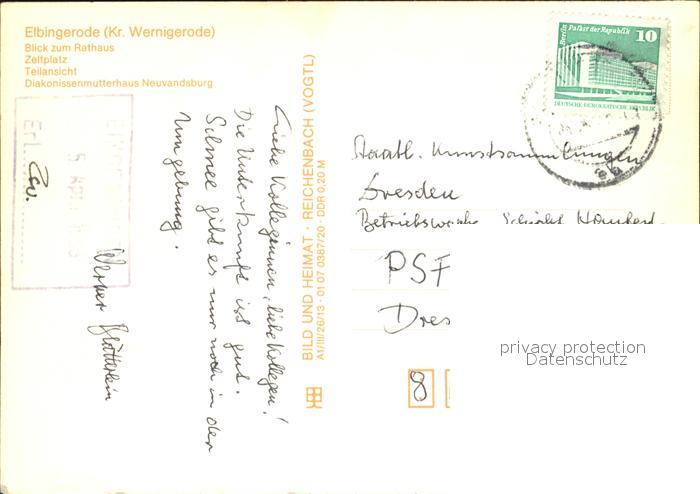 Elbingerode (Kr. Wernigerode)
Blick zum Rathaus
Zeltplatz
Teilansicht
Diakonissenmutterhaus Neuvandsburg
Liebe Kolleginnen, liebe Kollegen!
Die Unterkunft ist gut.
Schnee gibt es nur noch in der
Umgebung.
Werner
BILD UND HEIMAT · REICHENBACH (VOGTL)
A1/III/26/13 · 01 07 0387/20 · DDR 0,20 M
Berlin Palast der Republik
10
DEUTSCHE DEMOKRATISCHE REPUBLIK
Staatl. Kunstsammlungen
Dresden
PSF
Dres
8
privacy protection
Datenschutz